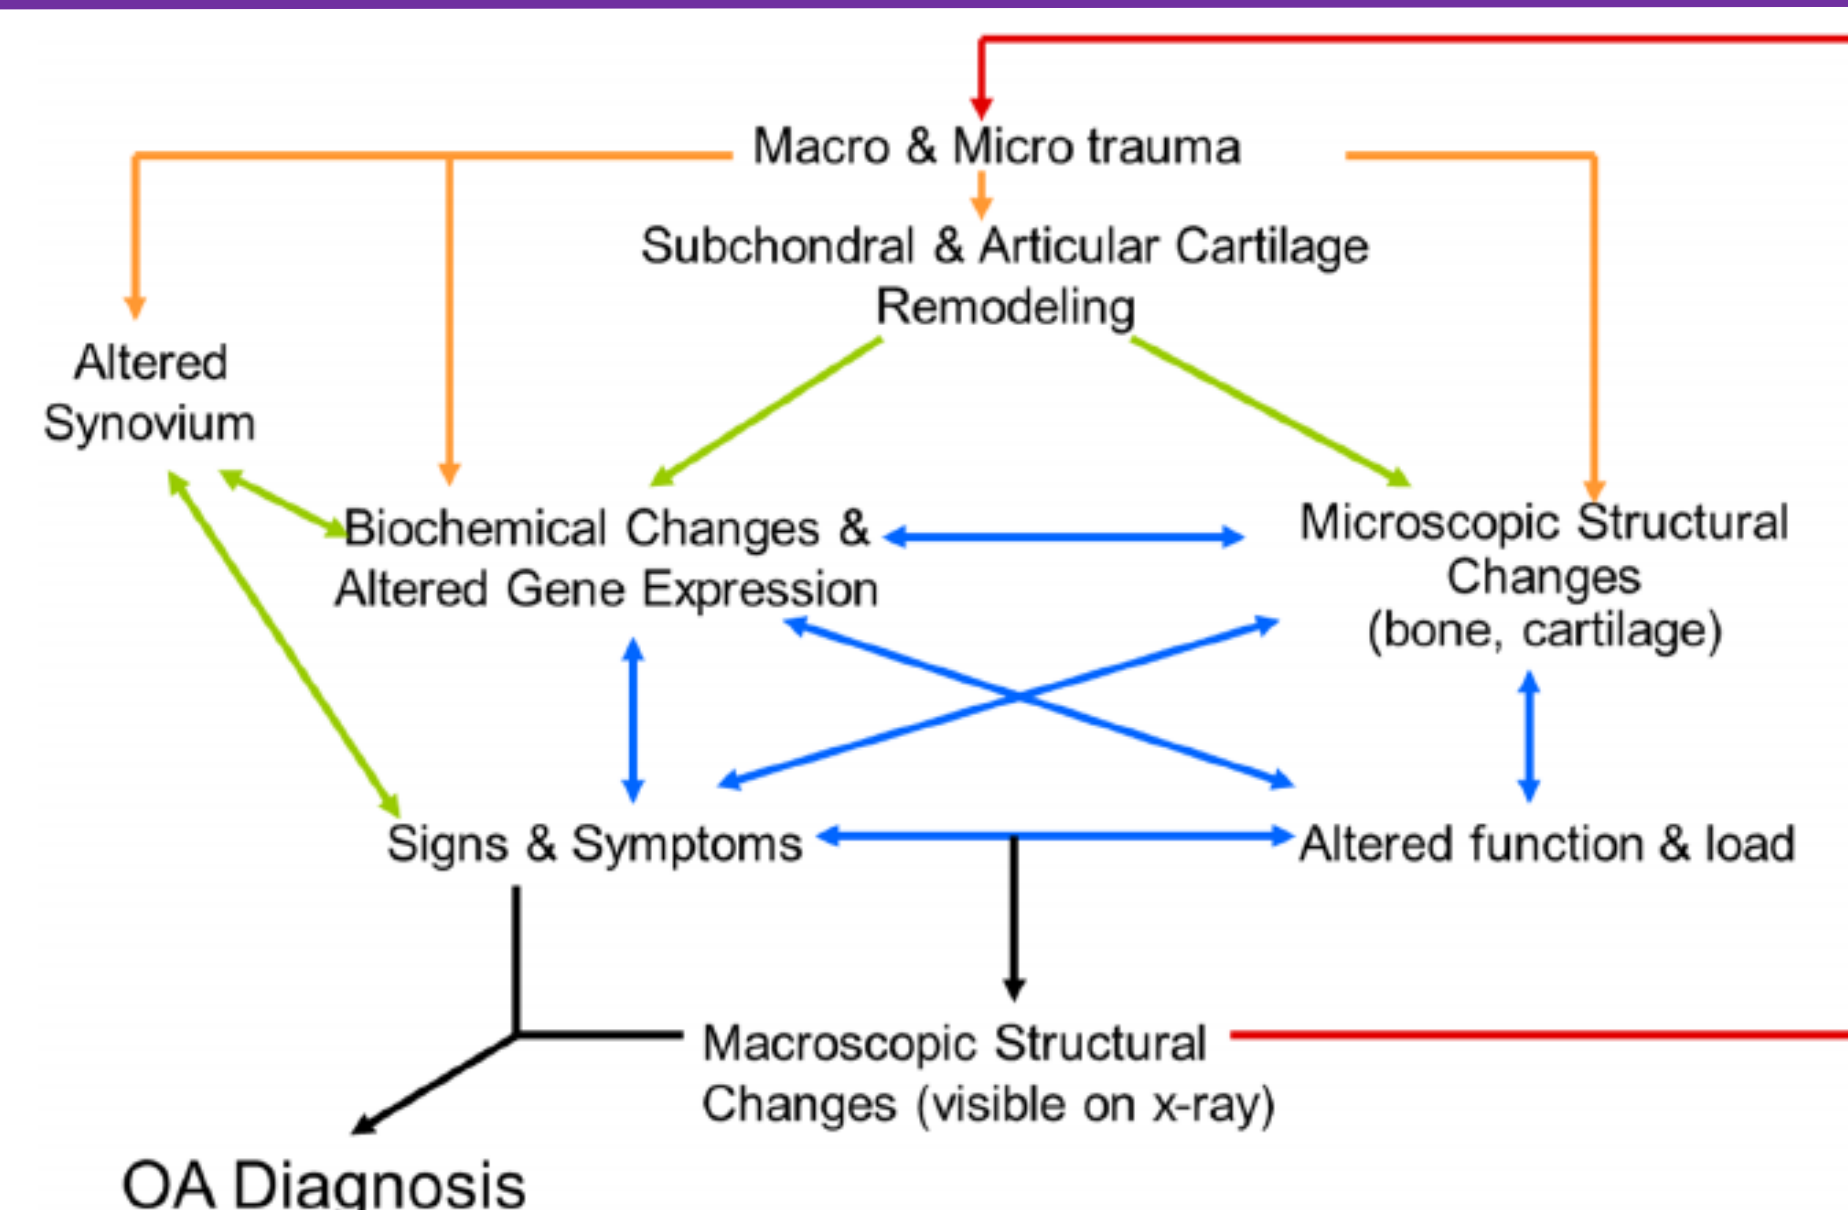 Macro & Micro trauma
Subchondral & Articular Cartilage
Remodeling
Altered
Synovium
Biochemical Changes &
Altered Gene Expression
Microscopic Structural
Changes
(bone, cartilage)
Signs & Symptoms
Altered function & load
Macroscopic Structural
Changes (visible on x-ray)
OA Diagnosis